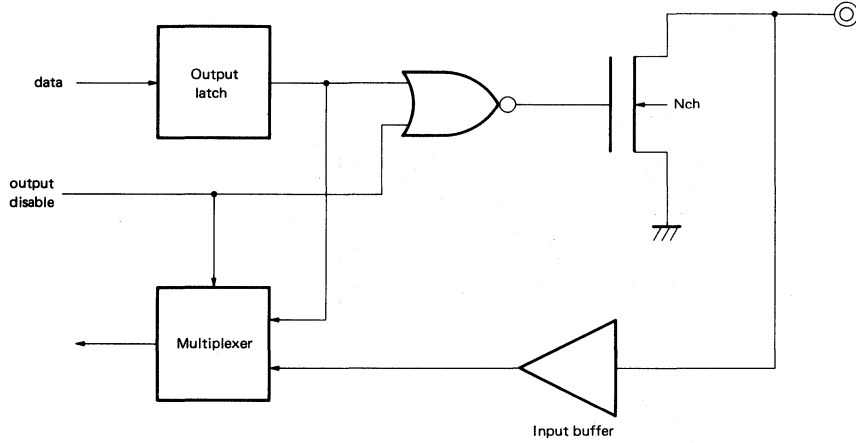 data
Output
latch
Nch
output
disable
Multiplexer
Input buffer